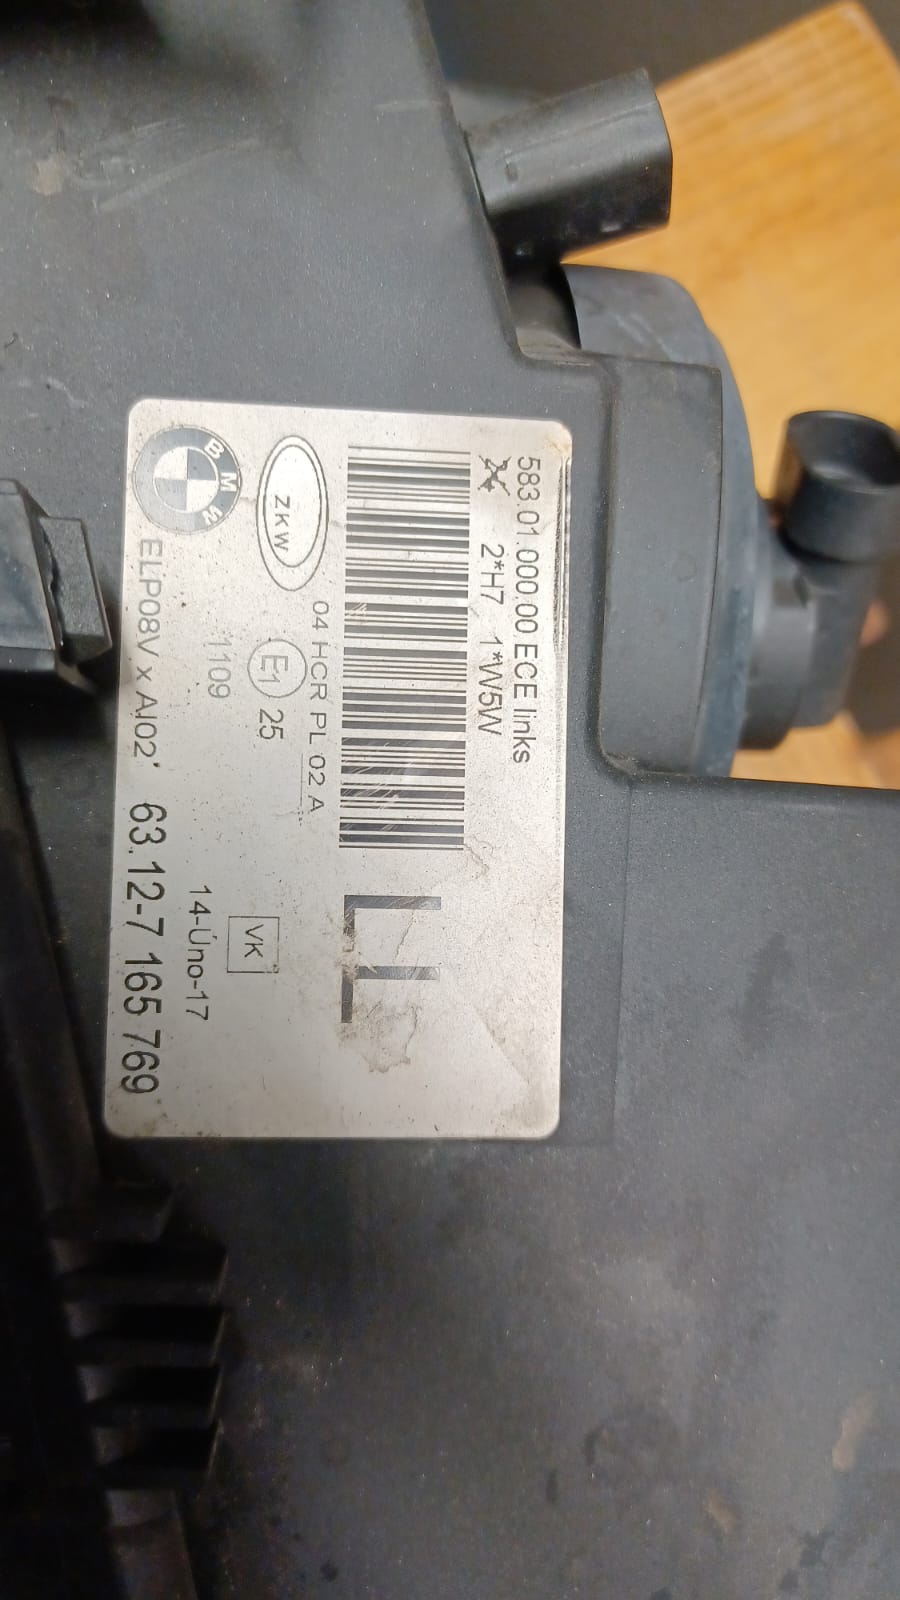 583.01.000.00 ECE links
2*H7 1*W5W
LL
ZKW
04 HCR PL 02 A
E1 25
1109
VK
14-Úno-17
BMW
ELP08V x AI02' 63.12-7 165 769